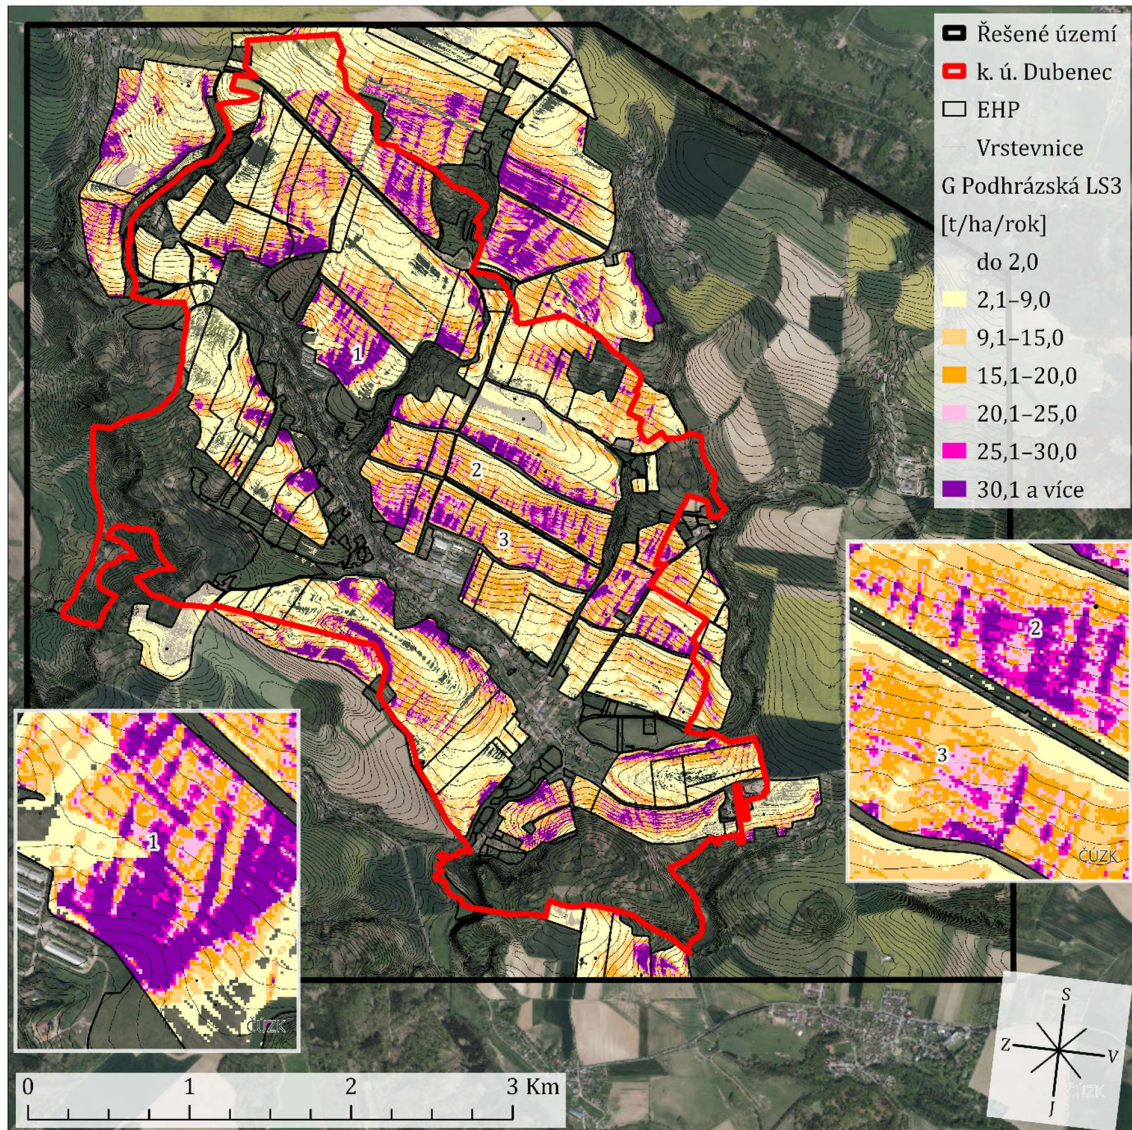 Řešené území
k. ú. Dubenec
EHP
Vrstevnice
G Podhrázská LS3
[t/ha/rok]
do 2,0
2,1–9,0
9,1–15,0
15,1–20,0
20,1–25,0
25,1–30,0
30,1 a více
1
2
3
2
3
ČÚZK
1
ČÚZK
0 1 2 3 Km
S
Z V
J
ČÚZK